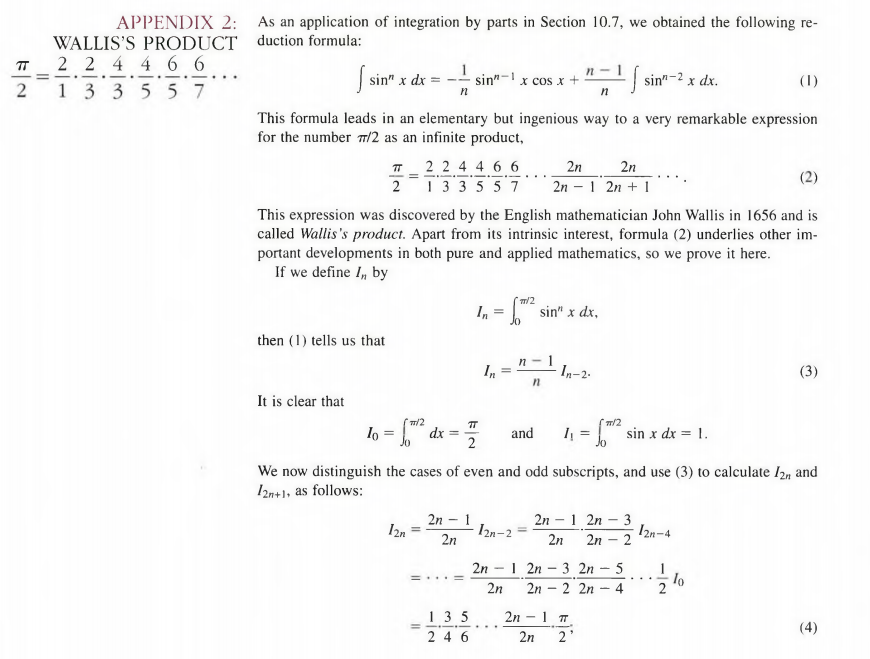 APPENDIX 2:
WALLIS'S PRODUCT
π/2 = 2/1 · 2/3 · 4/3 · 4/5 · 6/5 · 6/7 · · ·
As an application of integration by parts in Section 10.7, we obtained the following re-
duction formula:
∫ sinⁿ x dx = −1/n sinⁿ⁻¹ x cos x + (n − 1)/n ∫ sinⁿ⁻² x dx. (1)
This formula leads in an elementary but ingenious way to a very remarkable expression
for the number π/2 as an infinite product,
π/2 = 2/1 · 2/3 · 4/3 · 4/5 · 6/5 · 6/7 · · · 2n/(2n − 1) · 2n/(2n + 1) · · · . (2)
This expression was discovered by the English mathematician John Wallis in 1656 and is
called Wallis's product. Apart from its intrinsic interest, formula (2) underlies other im-
portant developments in both pure and applied mathematics, so we prove it here.
If we define Iₙ by
Iₙ = ∫₀^(π/2) sinⁿ x dx,
then (1) tells us that
Iₙ = (n − 1)/n Iₙ₋₂. (3)
It is clear that
I₀ = ∫₀^(π/2) dx = π/2 and I₁ = ∫₀^(π/2) sin x dx = 1.
We now distinguish the cases of even and odd subscripts, and use (3) to calculate I₂ₙ and
I₂ₙ₊₁, as follows:
I₂ₙ = (2n − 1)/2n I₂ₙ₋₂ = (2n − 1)/2n · (2n − 3)/(2n − 2) I₂ₙ₋₄
= · · · = (2n − 1)/2n · (2n − 3)/(2n − 2) · (2n − 5)/(2n − 4) · · · 1/2 I₀
= 1/2 · 3/4 · 5/6 · · · (2n − 1)/2n · π/2; (4)